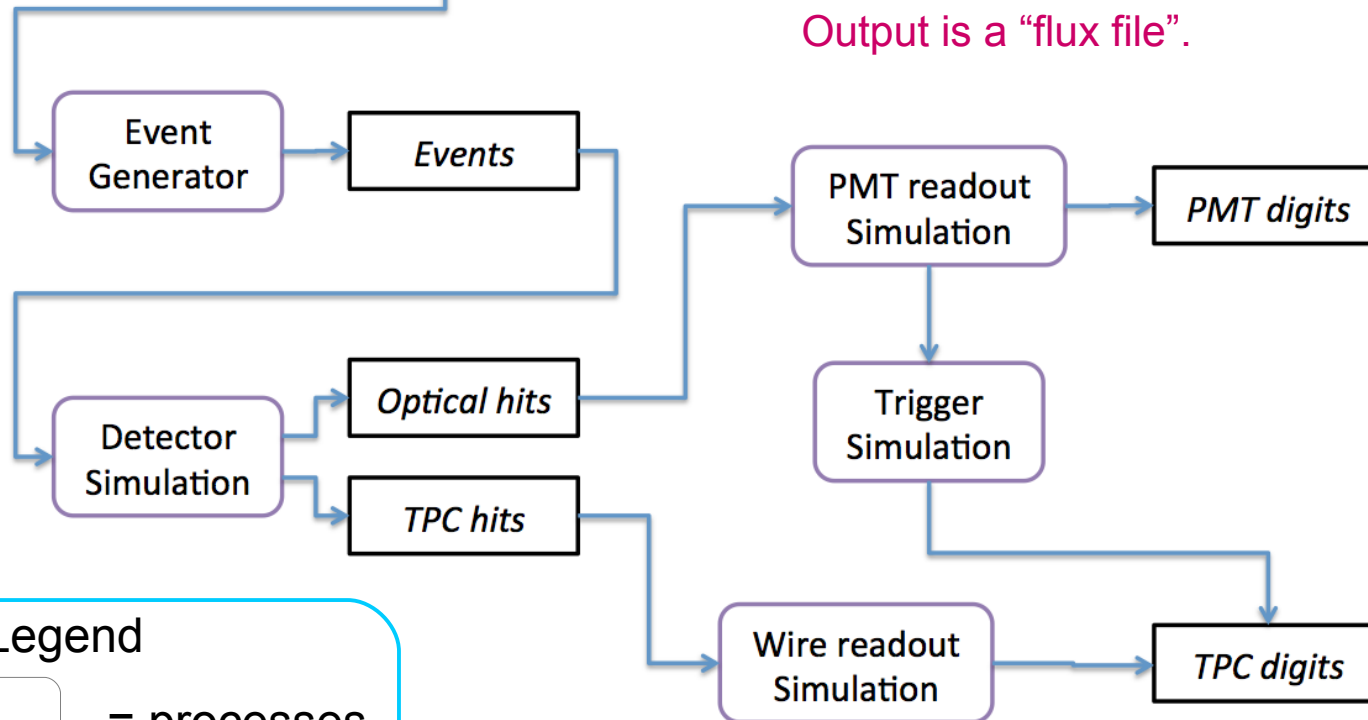 Output is a “flux file”.
Event
Generator
Events
PMT readout
Simulation
PMT digits
Optical hits
Trigger
Simulation
Detector
Simulation
TPC hits
Legend
= processes
Wire readout
Simulation
TPC digits